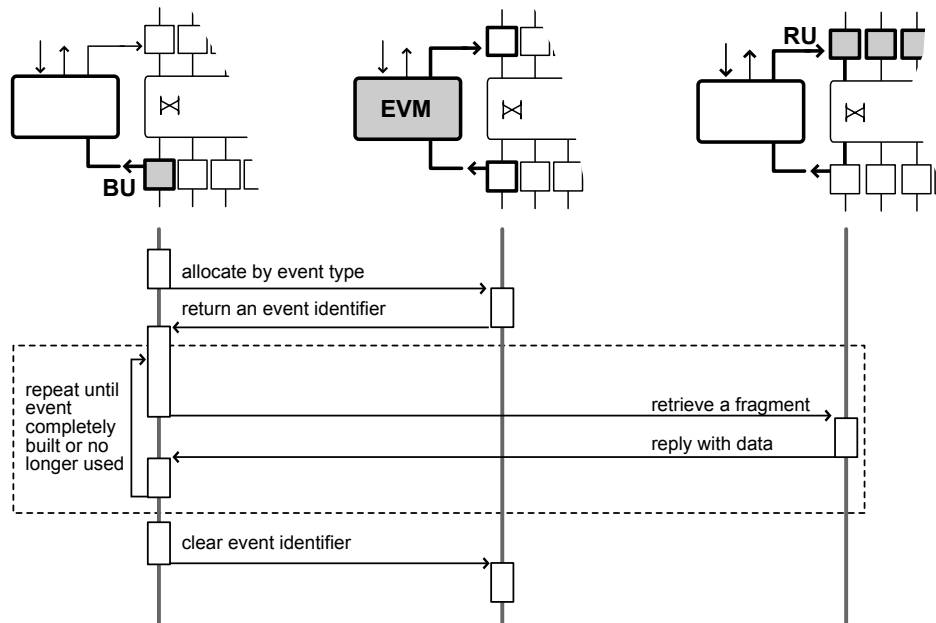 RU
EVM
BU
allocate by event type
return an event identifier
repeat until
event
completely
built or no
longer used
retrieve a fragment
reply with data
clear event identifier